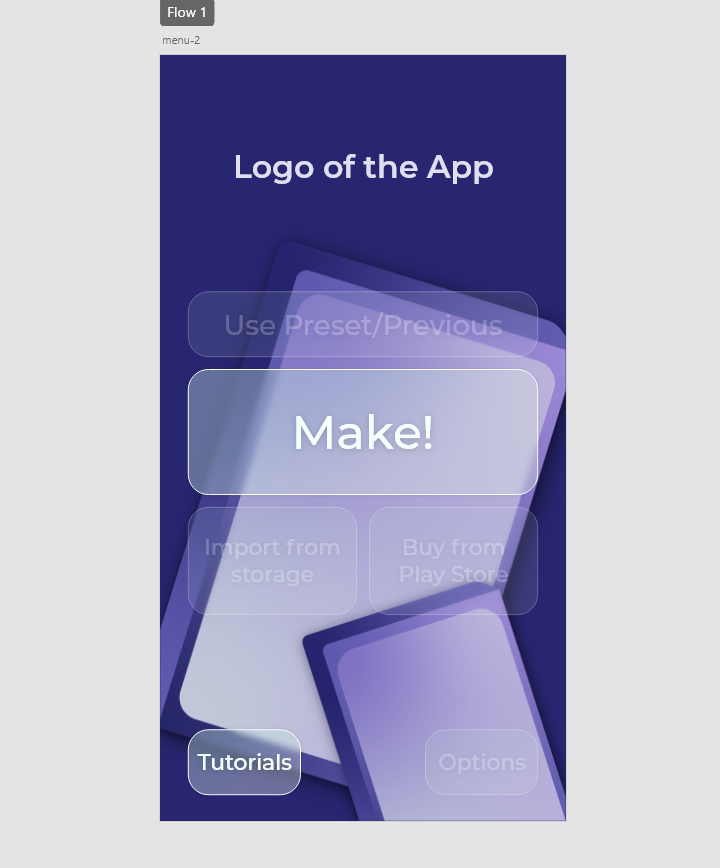 Flow 1
menu-2
Logo of the App
Use Preset/Previous
Make!
Import from
storage
Buy from
Play Store
Tutorials
Options